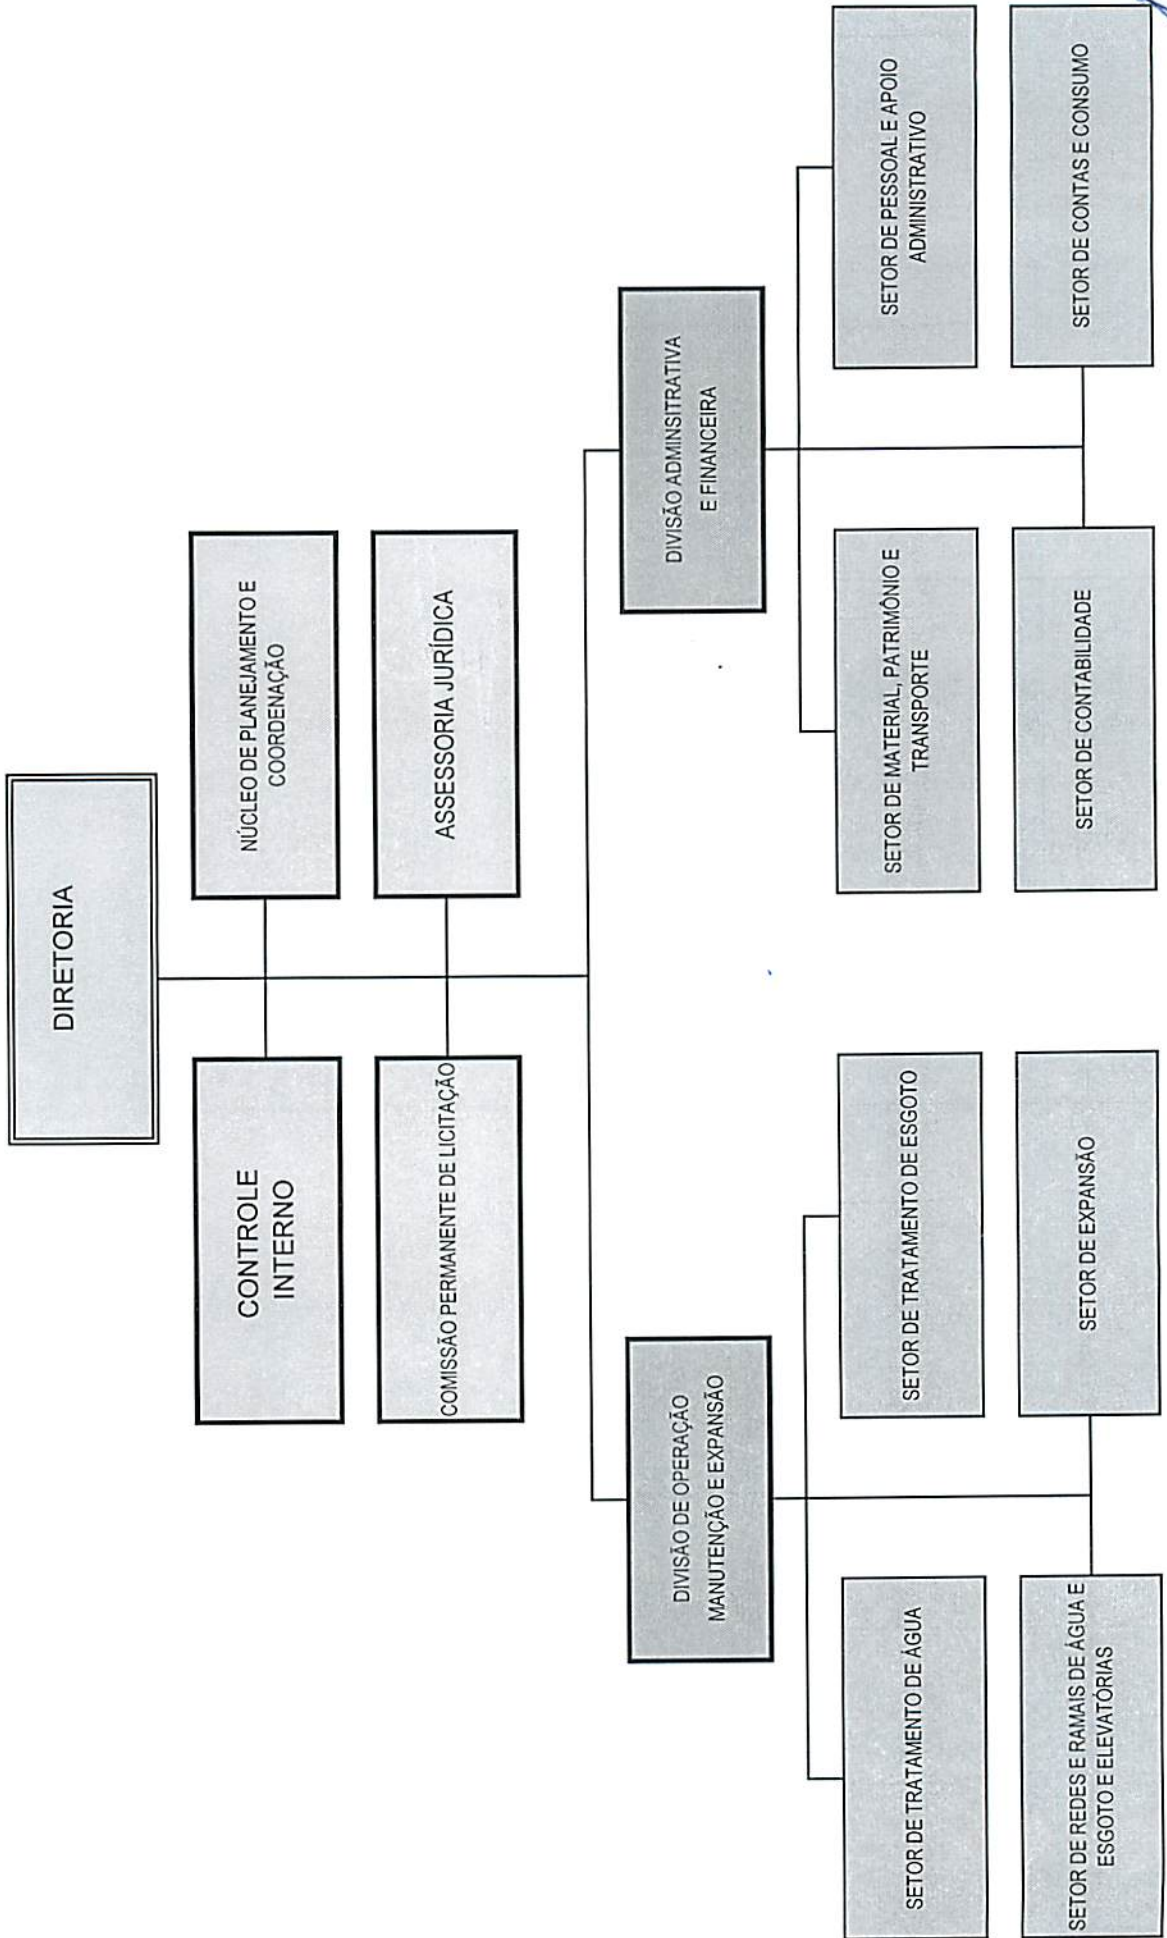 DIRETORIA
CONTROLE
INTERNO
NÚCLEO DE PLANEJAMENTO E
COORDENAÇÃO
COMISSÃO PERMANENTE DE LICITAÇÃO
ASSESSORIA JURÍDICA
DIVISÃO DE OPERAÇÃO
MANUTENÇÃO E EXPANSÃO
DIVISÃO ADMINSITRATIVA
E FINANCEIRA
SETOR DE TRATAMENTO DE ÁGUA
SETOR DE TRATAMENTO DE ESGOTO
SETOR DE MATERIAL, PATRIMÔNIO E
TRANSPORTE
SETOR DE PESSOAL E APOIO
ADMINISTRATIVO
SETOR DE REDES E RAMAIS DE ÁGUA E
ESGOTO E ELEVATÓRIAS
SETOR DE EXPANSÃO
SETOR DE CONTABILIDADE
SETOR DE CONTAS E CONSUMO